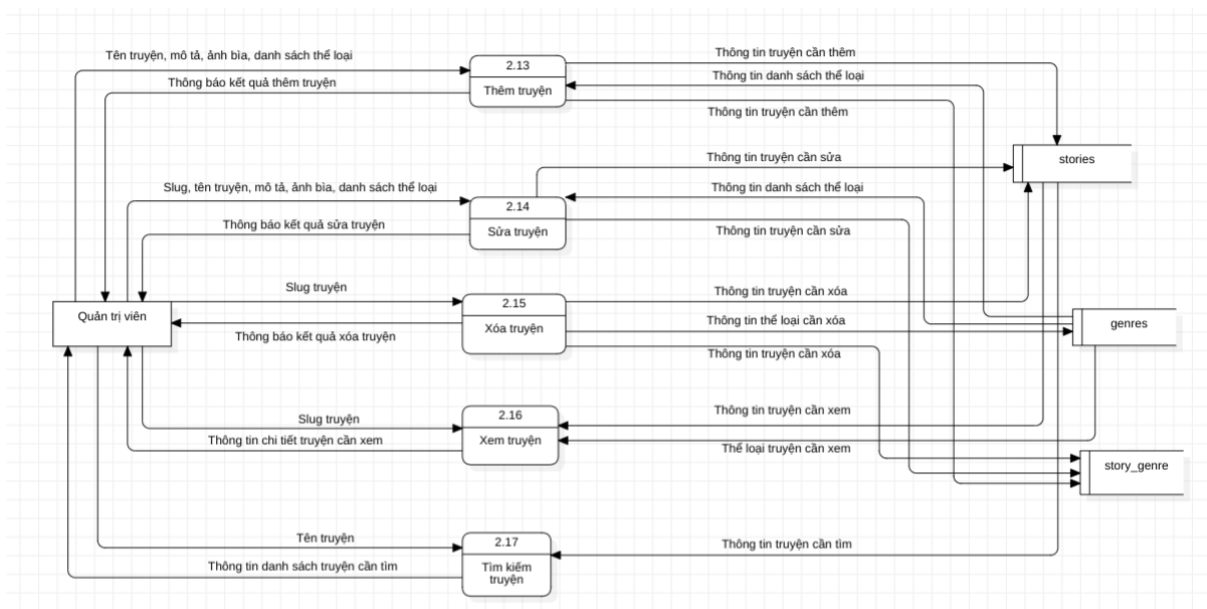 Tên truyện, mô tả, ảnh bìa, danh sách thể loại
Thông báo kết quả thêm truyện
2.13
Thêm truyện
Thông tin truyện cần thêm
Thông tin danh sách thể loại
Thông tin truyện cần thêm
stories
Slug, tên truyện, mô tả, ảnh bìa, danh sách thể loại
Thông báo kết quả sửa truyện
2.14
Sửa truyện
Thông tin truyện cần sửa
Thông tin danh sách thể loại
Thông tin truyện cần sửa
Quản trị viên
Slug truyện
Thông báo kết quả xóa truyện
2.15
Xóa truyện
Thông tin truyện cần xóa
Thông tin thể loại cần xóa
Thông tin truyện cần xóa
genres
Slug truyện
Thông tin chi tiết truyện cần xem
2.16
Xem truyện
Thông tin truyện cần xem
Thể loại truyện cần xem
story_genre
Tên truyện
Thông tin danh sách truyện cần tìm
2.17
Tìm kiếm
truyện
Thông tin truyện cần tìm